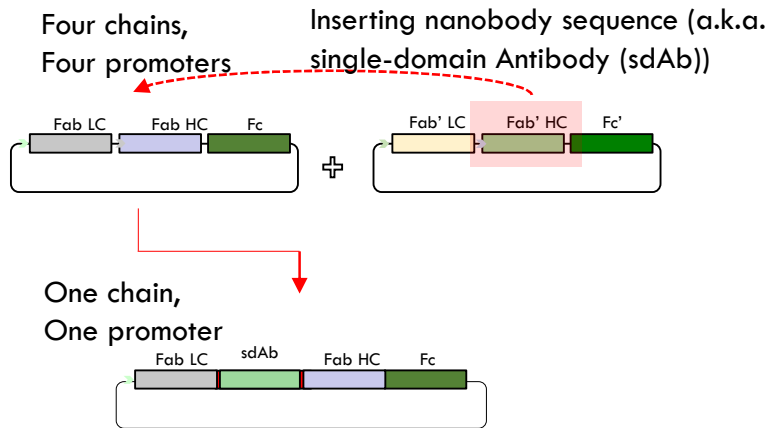 Four chains,
Four promoters
Inserting nanobody sequence (a.k.a.
single-domain Antibody (sdAb))
Fab LC
Fab HC
Fc
Fab’ LC
Fab’ HC
Fc’
One chain,
One promoter
Fab LC
sdAb
Fab HC
Fc